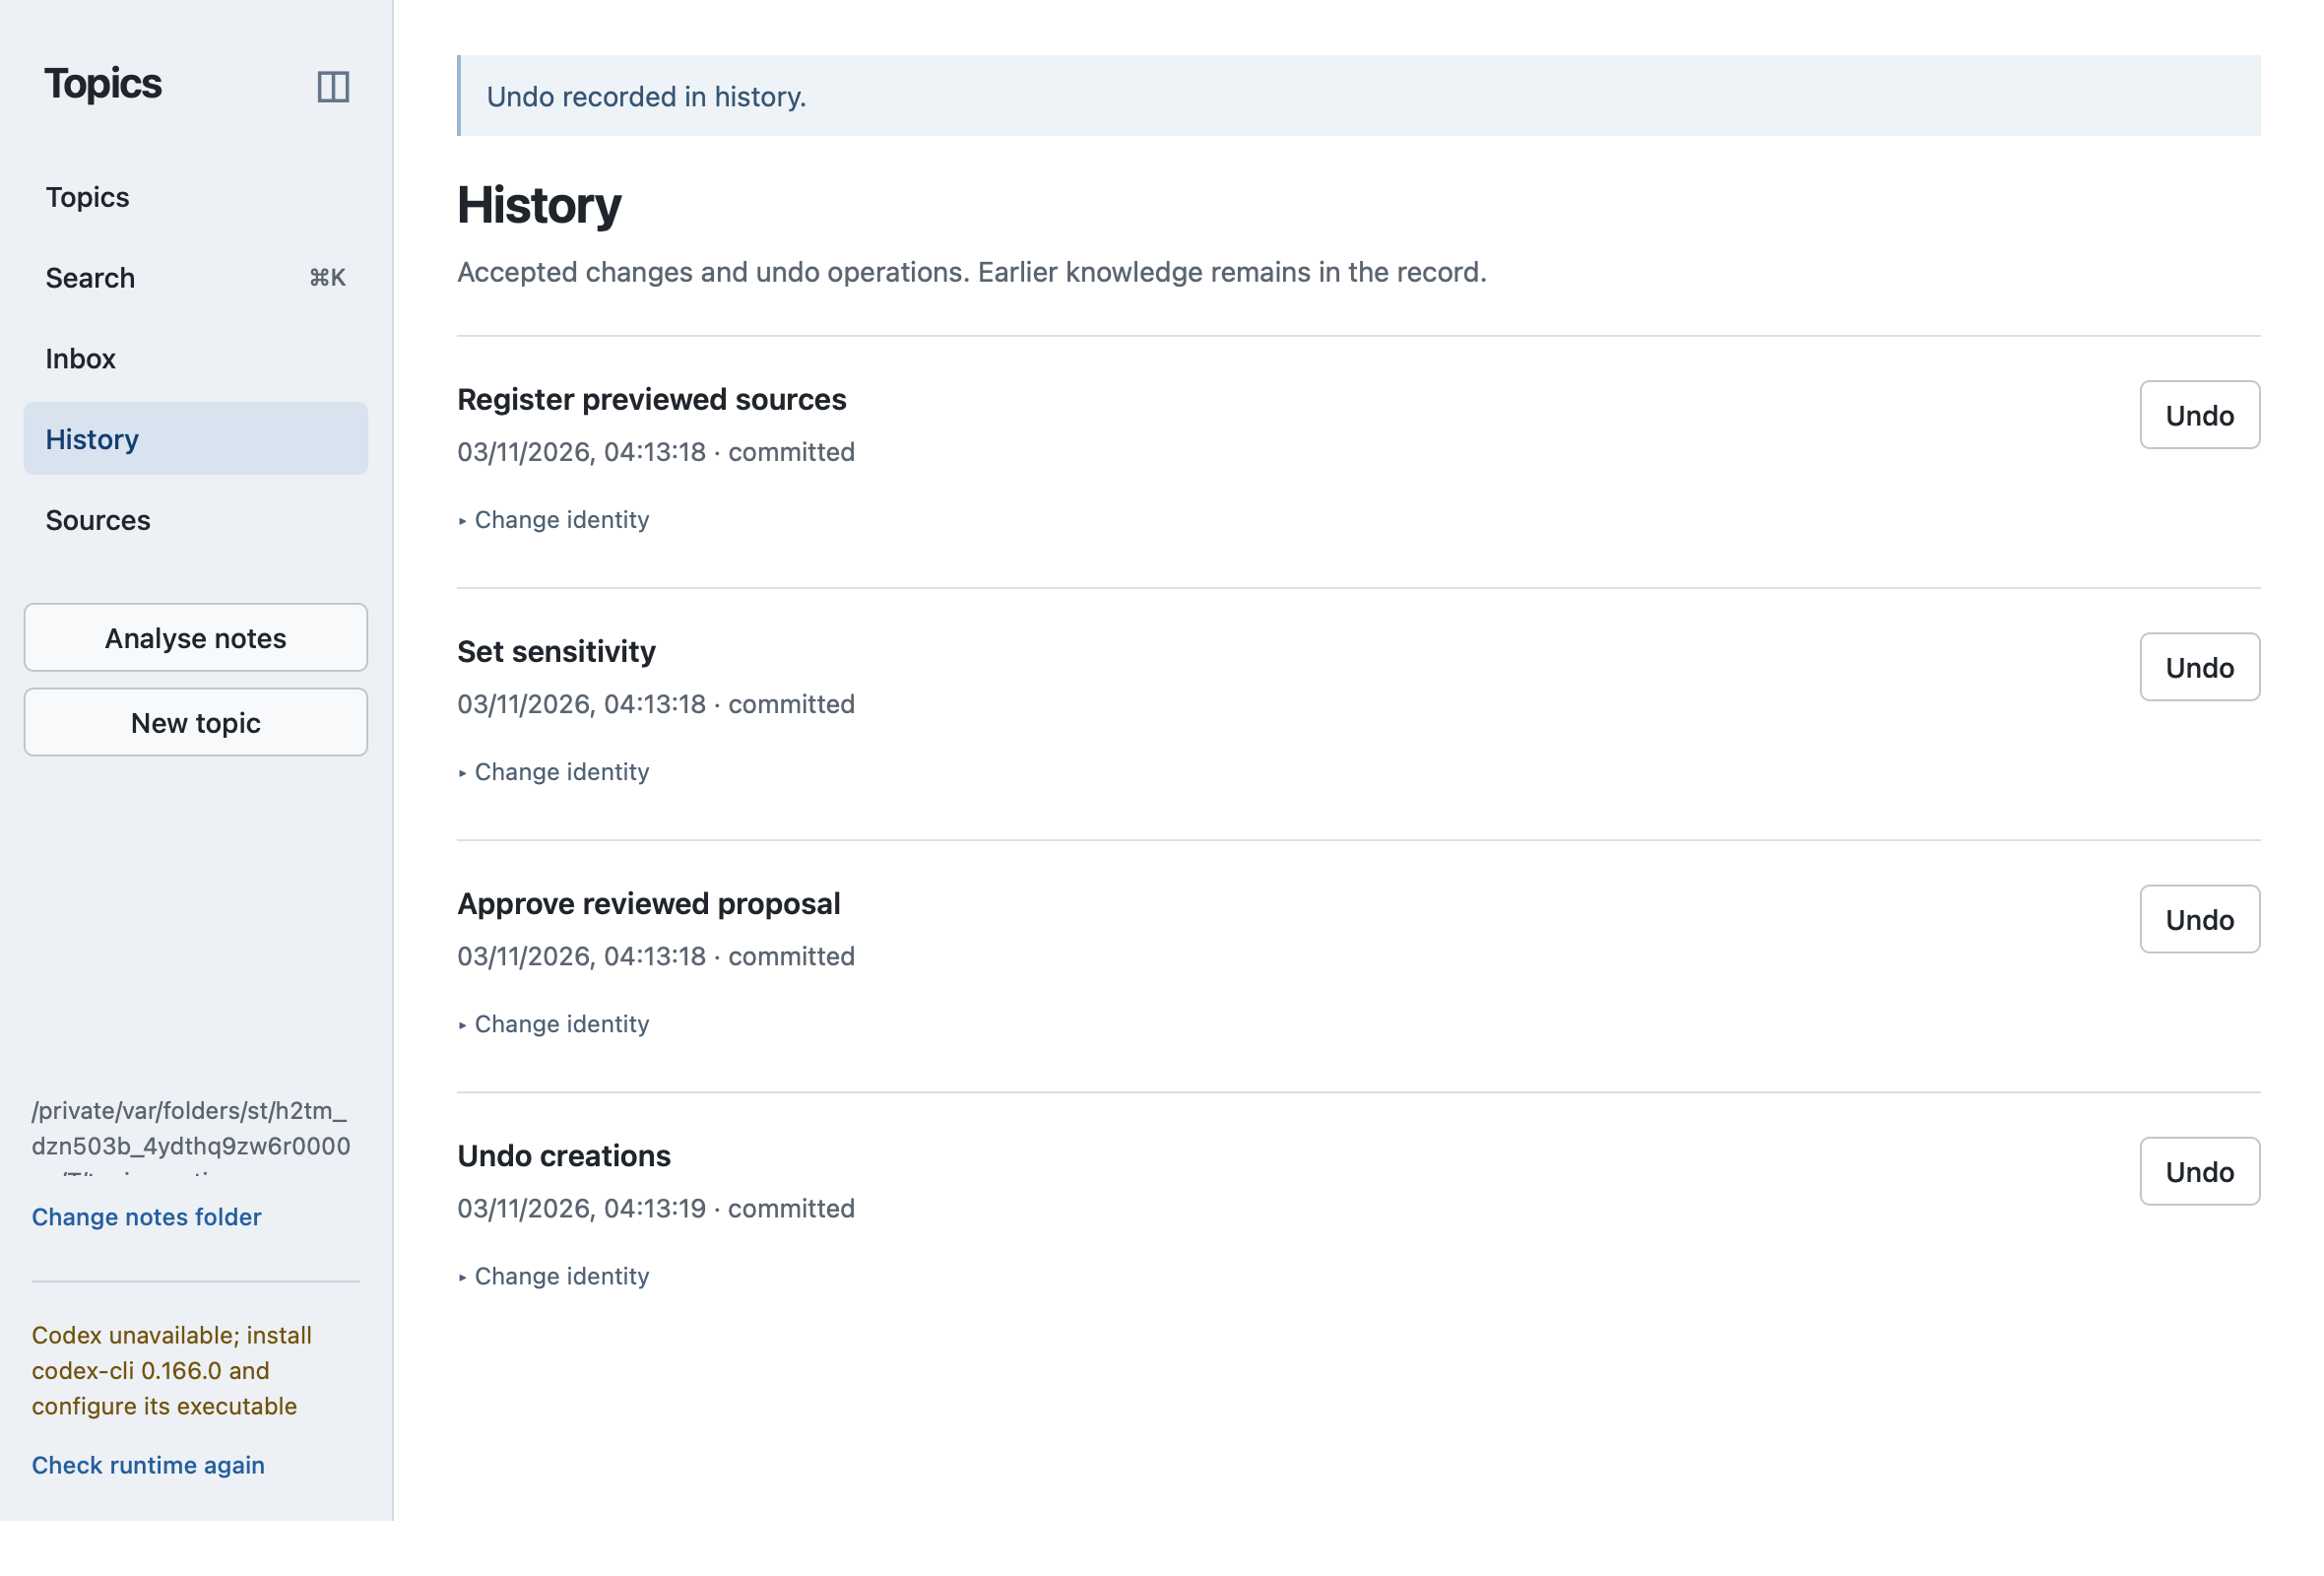 Topics
Topics
Search ⌘K
Inbox
History
Sources
Analyse notes
New topic
/private/var/folders/st/h2tm_
dzn503b_4ydthq9zw6r0000
Change notes folder
Codex unavailable; install
codex-cli 0.166.0 and
configure its executable
Check runtime again
Undo recorded in history.
History
Accepted changes and undo operations. Earlier knowledge remains in the record.
Register previewed sources
Undo
03/11/2026, 04:13:18 · committed
▸ Change identity
Set sensitivity
Undo
03/11/2026, 04:13:18 · committed
▸ Change identity
Approve reviewed proposal
Undo
03/11/2026, 04:13:18 · committed
▸ Change identity
Undo creations
Undo
03/11/2026, 04:13:19 · committed
▸ Change identity